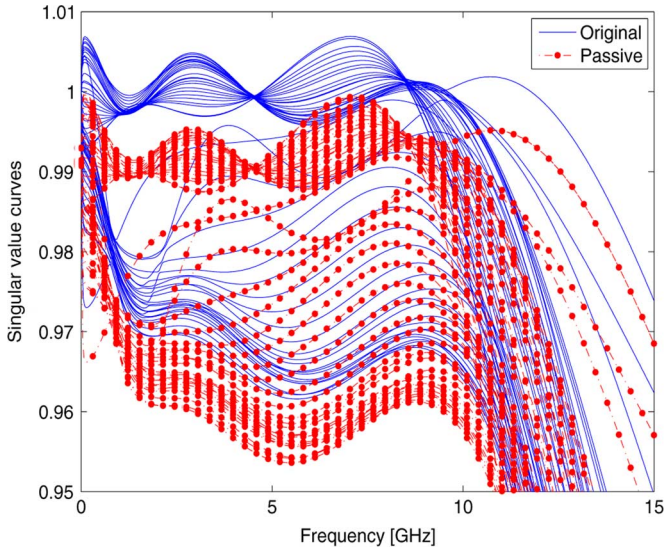 1.01
Original
Passive
1
0.99
0.98
0.97
0.96
0.95
Singular value curves
0
5
10
15
Frequency [GHz]